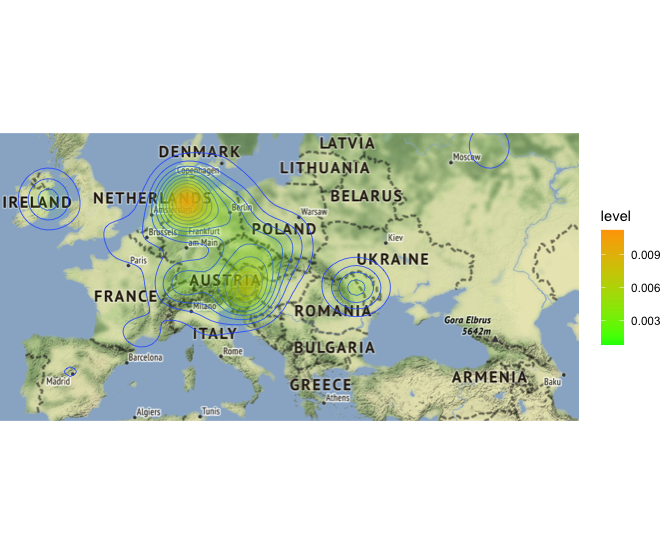 LATVIA
DENMARK
Moscow
LITHUANIA
Copenhagen
IRELAND
NETHERLANDS
BELARUS
Berlin
Warsaw
Brussels
Frankfurt
am Main
POLAND
Kiev
Paris
UKRAINE
AUSTRIA
FRANCE
Milano
ROMANIA
Gora Elbrus
5642m
ITALY
BULGARIA
Rome
Barcelona
Madrid
GREECE
ARMENIA
Baku
Athens
Algiers
Tunis
level
0.009
0.006
0.003